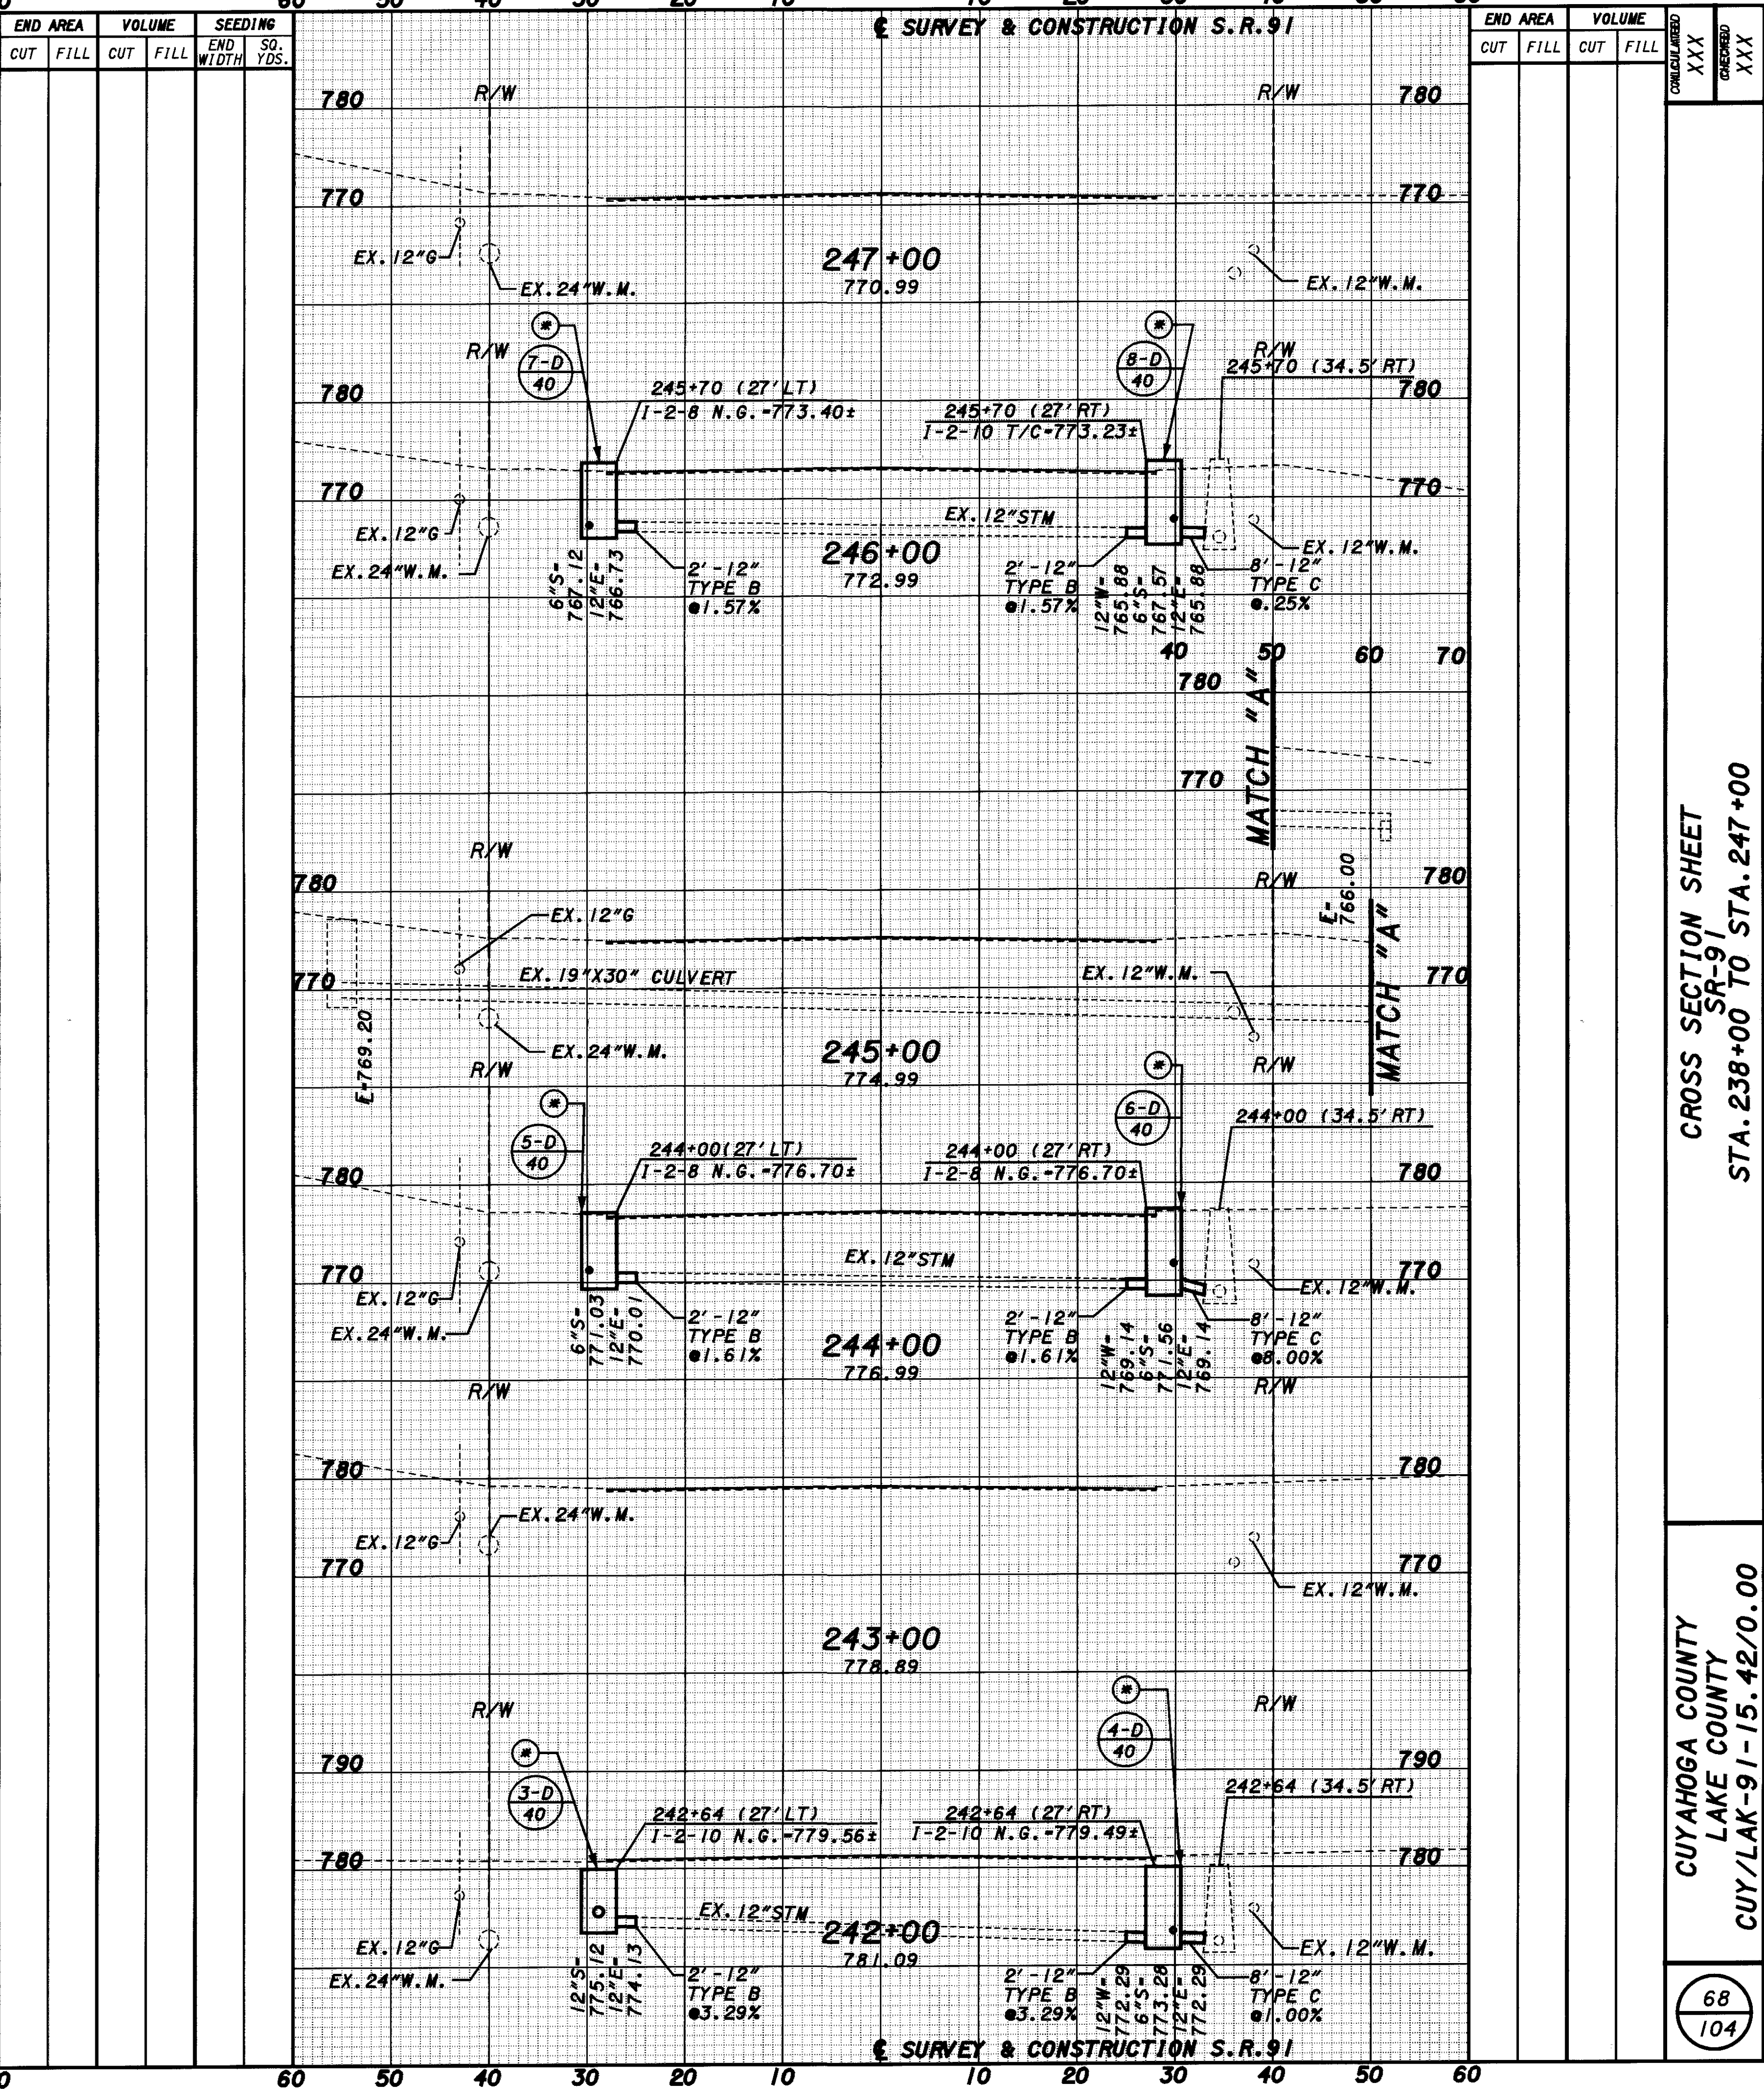 60 50 40 30 20 10 10 20 30 40 50 60
END AREA VOLUME SEEDING
CUT FILL CUT FILL END WIDTH SQ. YDS.
℄ SURVEY & CONSTRUCTION S.R.91
END AREA VOLUME
CUT FILL CUT FILL
CALCULATED
XXX
CHECKED
XXX
780 R/W R/W 780
770 770
EX.12"G
EX.24"W.M.
247+00
770.99
EX.12"W.M.
R/W
*
7-D
40
*
8-D
40
R/W
245+70 (34.5'RT)
780 780
245+70 (27'LT)
I-2-8 N.G.=773.40±
245+70 (27'RT)
I-2-10 T/C=773.23±
770 770
EX.12"G
EX.24"W.M.
EX.12"STM
246+00
772.99
EX.12"W.M.
6"S=
767.12
12"E=
766.73
2'-12"
TYPE B
@1.57%
2'-12"
TYPE B
@1.57%
12"W=
765.88
6"S=
767.57
12"E=
765.88
8'-12"
TYPE C
@.25%
40 50 60 70
780
770
MATCH "A"
R/W R/W
E=
766.00
780 780
EX.12"G
EX.19"X30" CULVERT
EX.12"W.M.
770 770
MATCH "A"
E=769.20
EX.24"W.M.
245+00
774.99
R/W R/W
*
5-D
40
*
6-D
40
244+00 (34.5'RT)
244+00(27'LT)
I-2-8 N.G.=776.70±
244+00 (27'RT)
I-2-8 N.G.=776.70±
780 780
770 770
EX.12"G
EX.24"W.M.
EX.12"STM
EX.12"W.M.
6"S=
771.03
12"E=
770.01
2'-12"
TYPE B
@1.61%
244+00
776.99
2'-12"
TYPE B
@1.61%
12"W=
769.14
6"S=
771.56
12"E=
769.14
8'-12"
TYPE C
@8.00%
R/W R/W
780 780
EX.24"W.M.
EX.12"G
770 770
EX.12"W.M.
243+00
778.89
R/W R/W
*
3-D
40
*
4-D
40
790 790
242+64 (34.5'RT)
242+64 (27'LT)
I-2-10 N.G.=779.56±
242+64 (27'RT)
I-2-10 N.G.=779.49±
780 780
EX.12"STM
242+00
781.09
EX.12"G
EX.24"W.M.
EX.12"W.M.
12"S=
775.12
12"E=
774.13
2'-12"
TYPE B
@3.29%
2'-12"
TYPE B
@3.29%
12"W=
772.29
6"S=
773.28
12"E=
772.29
8'-12"
TYPE C
@1.00%
℄ SURVEY & CONSTRUCTION S.R.91
60 50 40 30 20 10 10 20 30 40 50 60
CROSS SECTION SHEET
SR-91
STA.238+00 TO STA.247+00
CUYAHOGA COUNTY
LAKE COUNTY
CUY/LAK-91-15.42/0.00
68
104